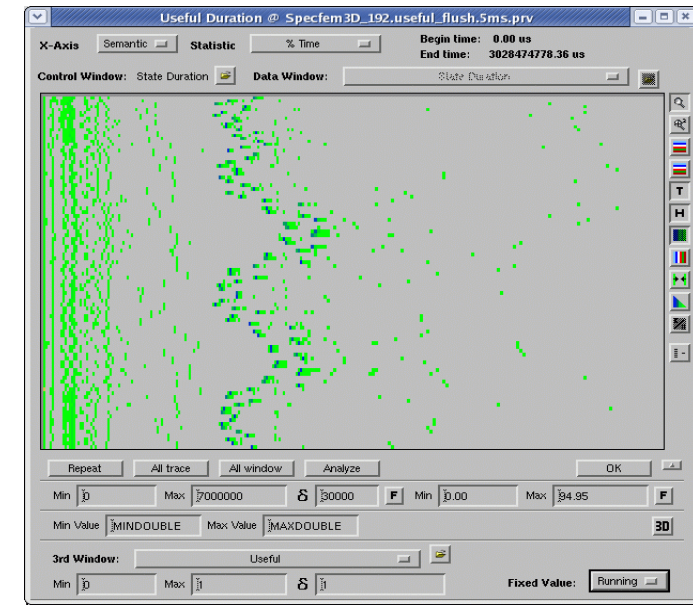 Useful Duration @ Specfem3D_192.useful_flush.5ms.prv
X-Axis Semantic Statistic % Time Begin time: 0.00 us
End time: 3028474778.36 us
Control Window: State Duration Data Window: State Duration
T
H
Repeat All trace All window Analyze OK
Min 0 Max 7000000 δ 30000 F Min 0.00 Max 94.95 F
Min Value MINDOUBLE Max Value MAXDOUBLE 3D
3rd Window: Useful
Min 0 Max 1 δ 1 Fixed Value: Running